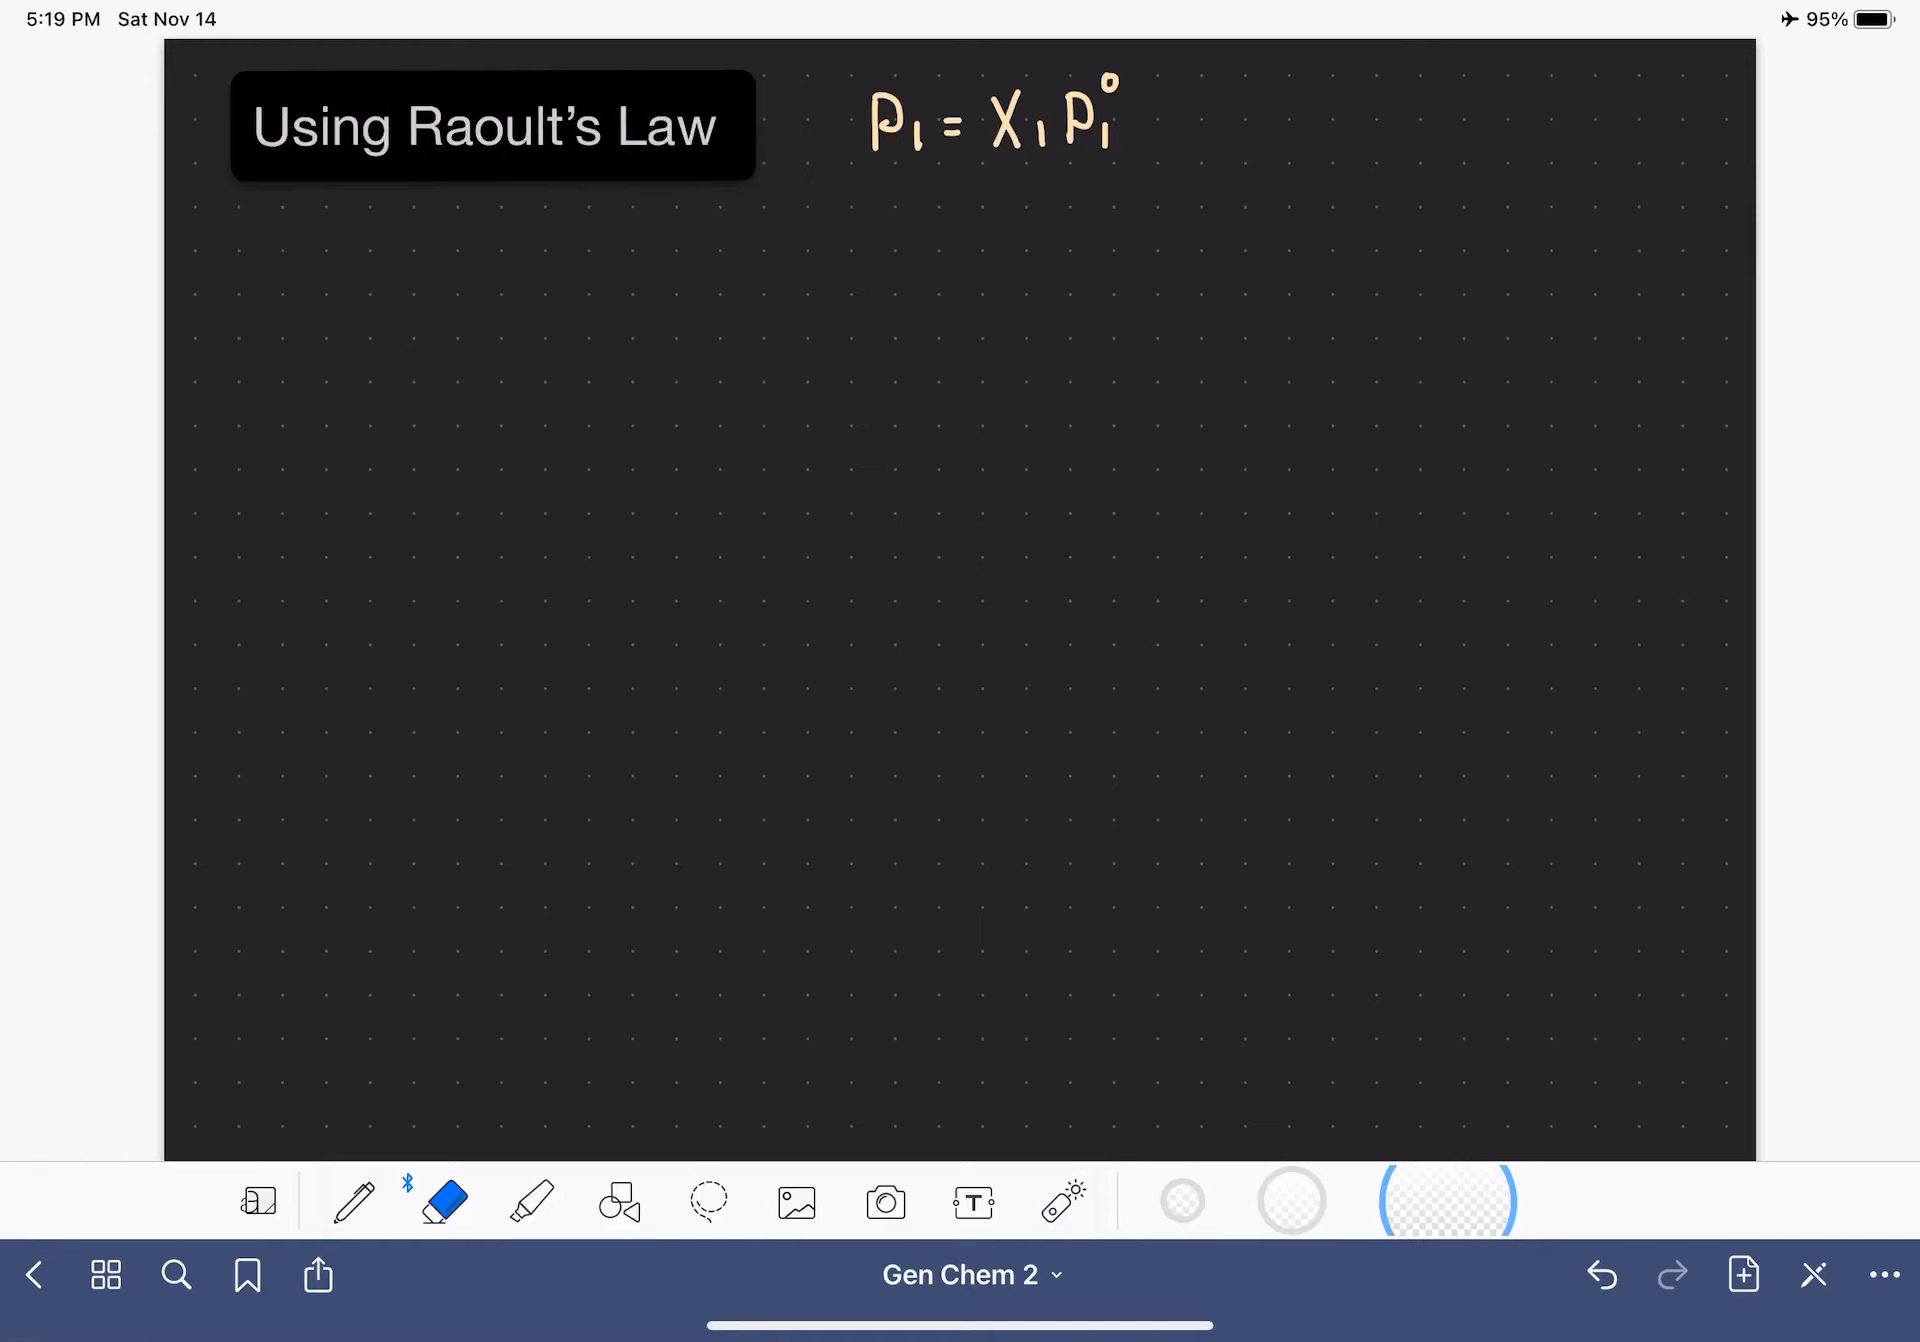 5:19 PM Sat Nov 14
95%
Using Raoult’s Law
P₁ = X₁ P₁°
T
Gen Chem 2